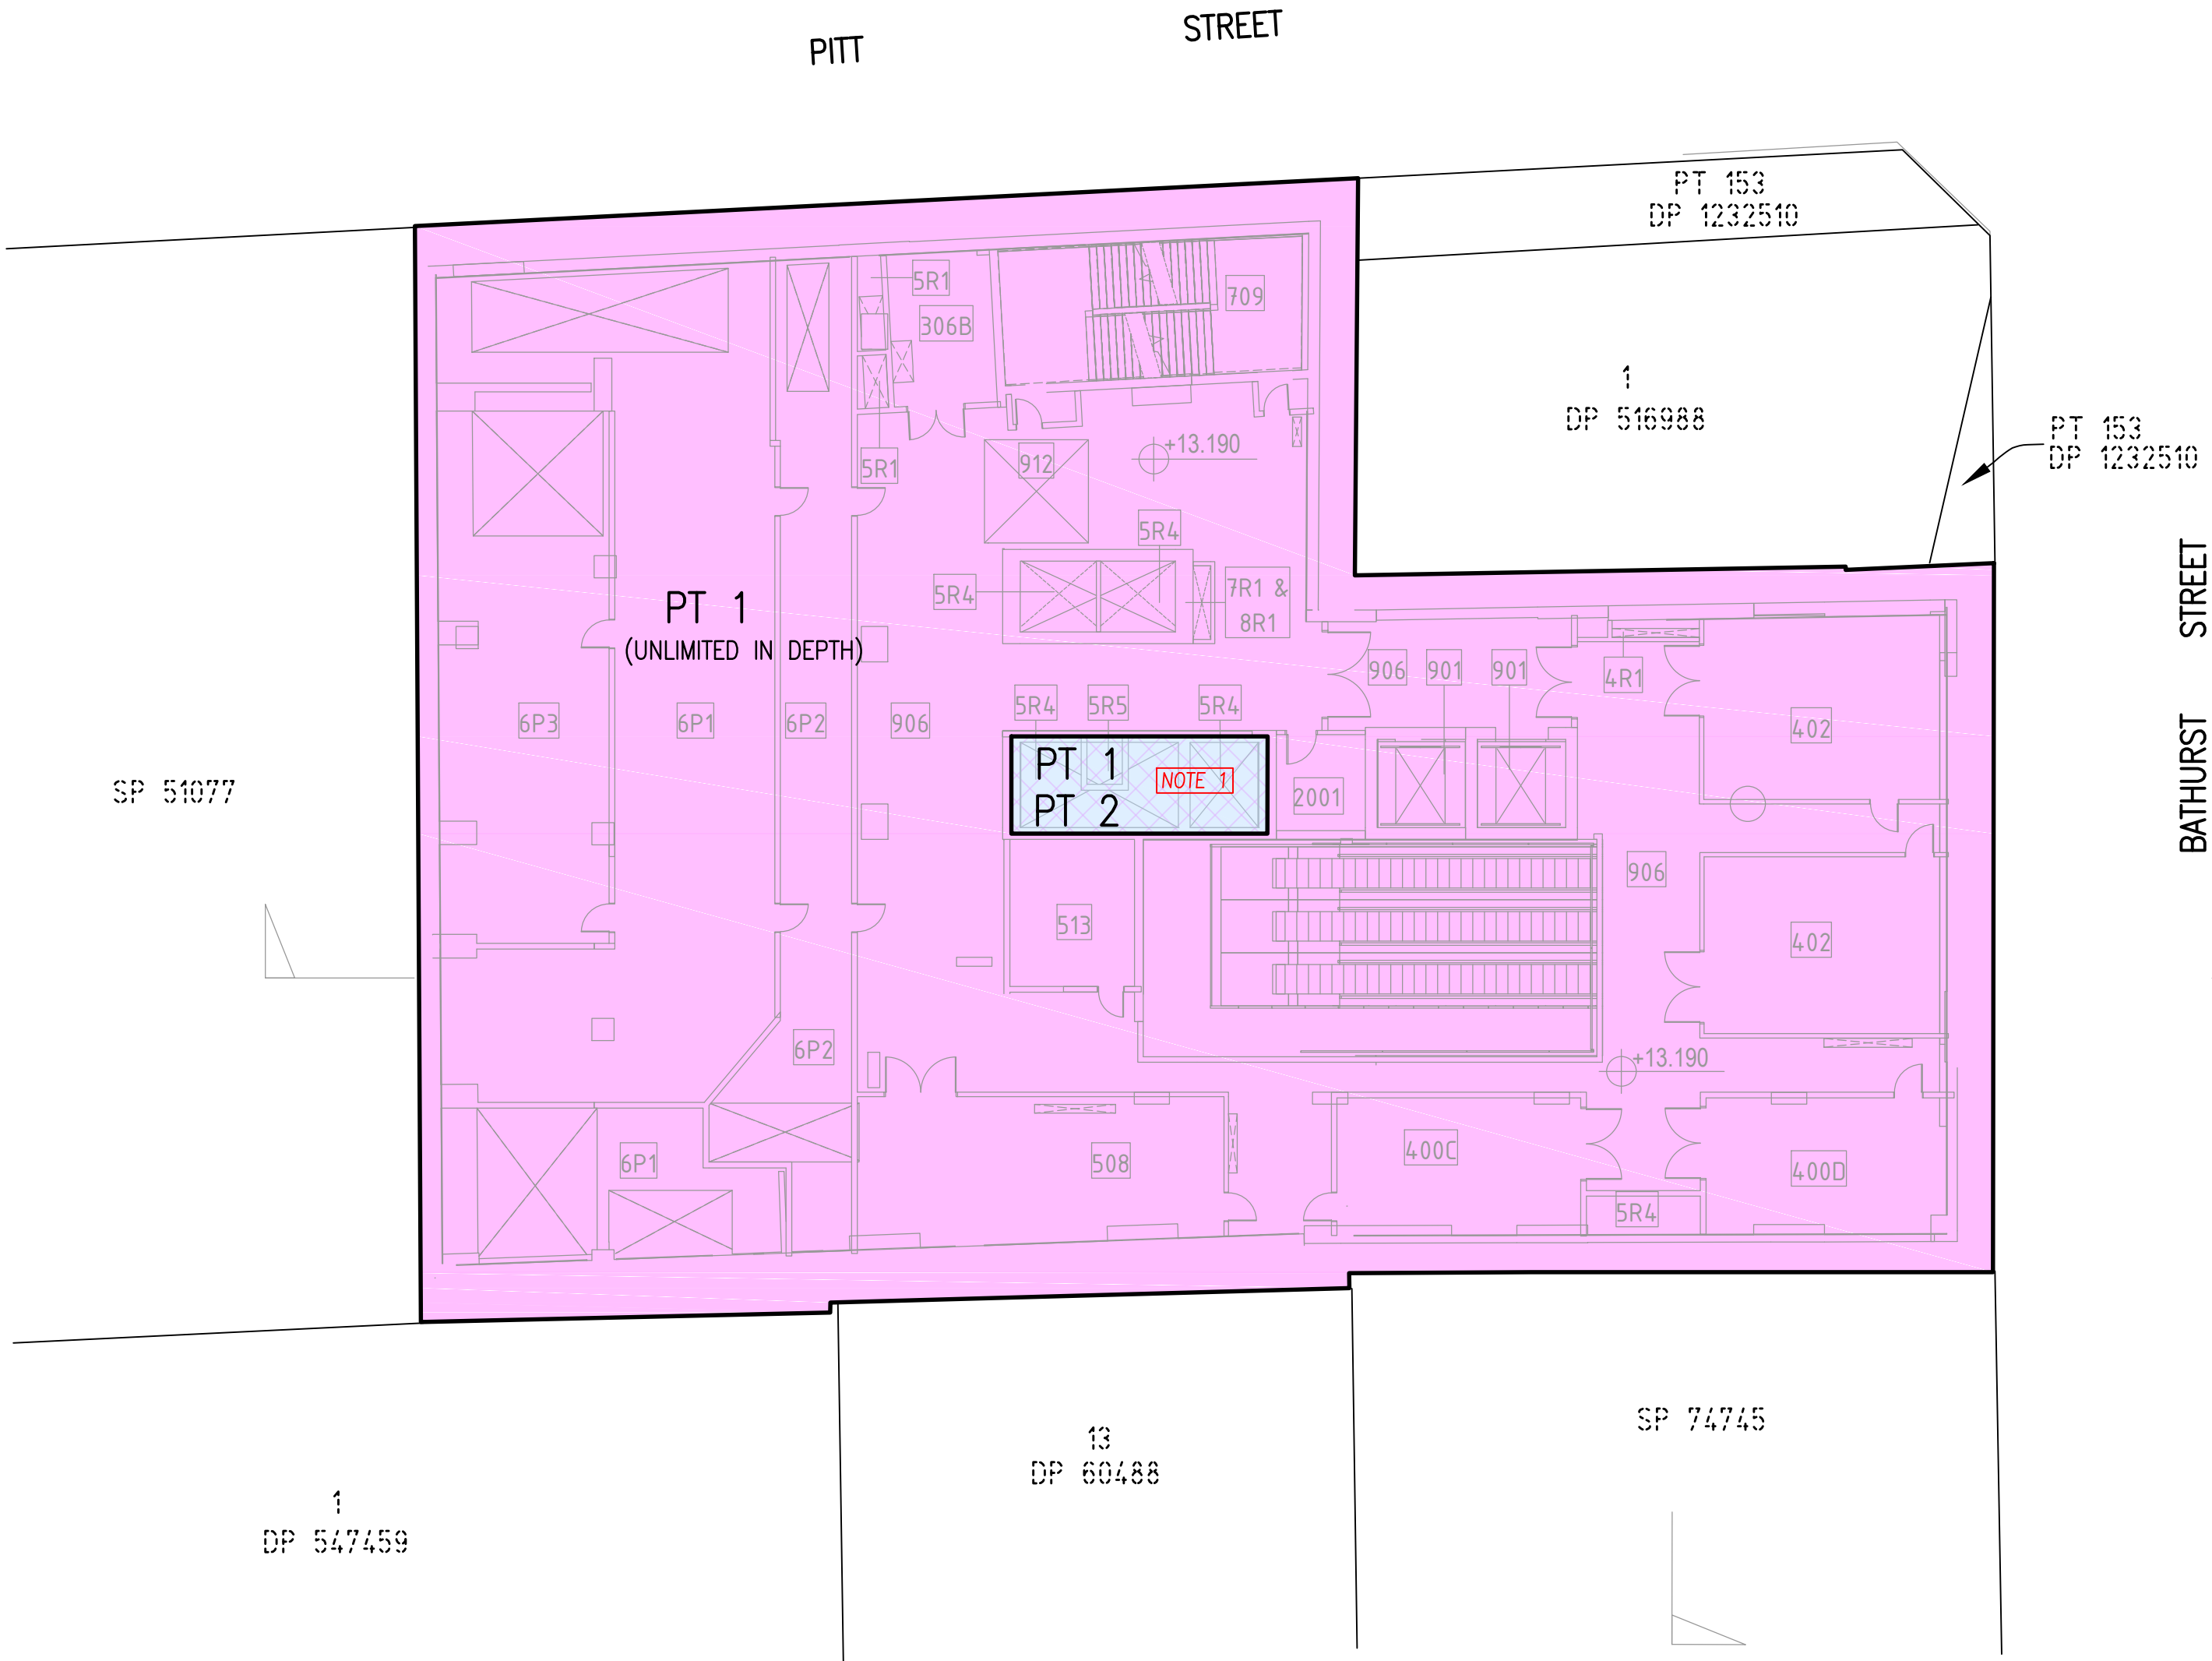 PITT STREET
PT 153
DP 1232510
5R1
306B
709
1
DP 516988
PT 153
DP 1232510
5R1
912
+13.190
5R4
5R4
7R1 &
8R1
PT 1
(UNLIMITED IN DEPTH)
906
901
901
4R1
BATHURST STREET
6P3
6P1
6P2
906
5R4
5R5
5R4
402
PT 1
NOTE 1
PT 2
2001
SP 51077
906
513
402
6P2
+13.190
6P1
508
400C
400D
5R4
13
DP 60488
SP 74745
1
DP 547459